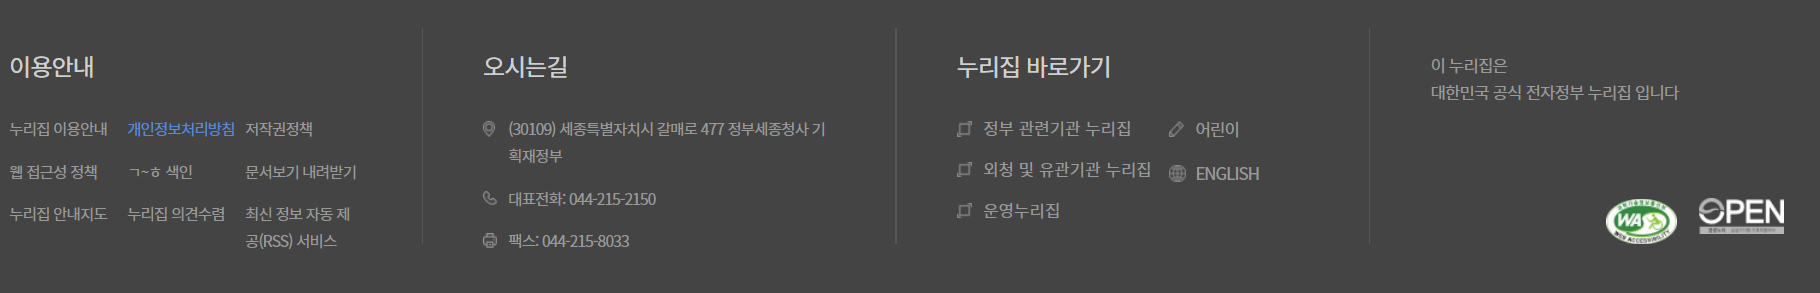 이용안내
누리집 이용안내
개인정보처리방침
저작권정책
웹 접근성 정책
ㄱ~ㅎ 색인
문서보기 내려받기
누리집 안내지도
누리집 의견수렴
최신 정보 자동 제
공(RSS) 서비스
오시는길
(30109) 세종특별자치시 갈매로 477 정부세종청사 기
획재정부
대표전화: 044-215-2150
팩스: 044-215-8033
누리집 바로가기
정부 관련기관 누리집
어린이
외청 및 유관기관 누리집
ENGLISH
운영누리집
이 누리집은
대한민국 공식 전자정부 누리집 입니다
WA
WEB ACCESSIBILITY
OPEN